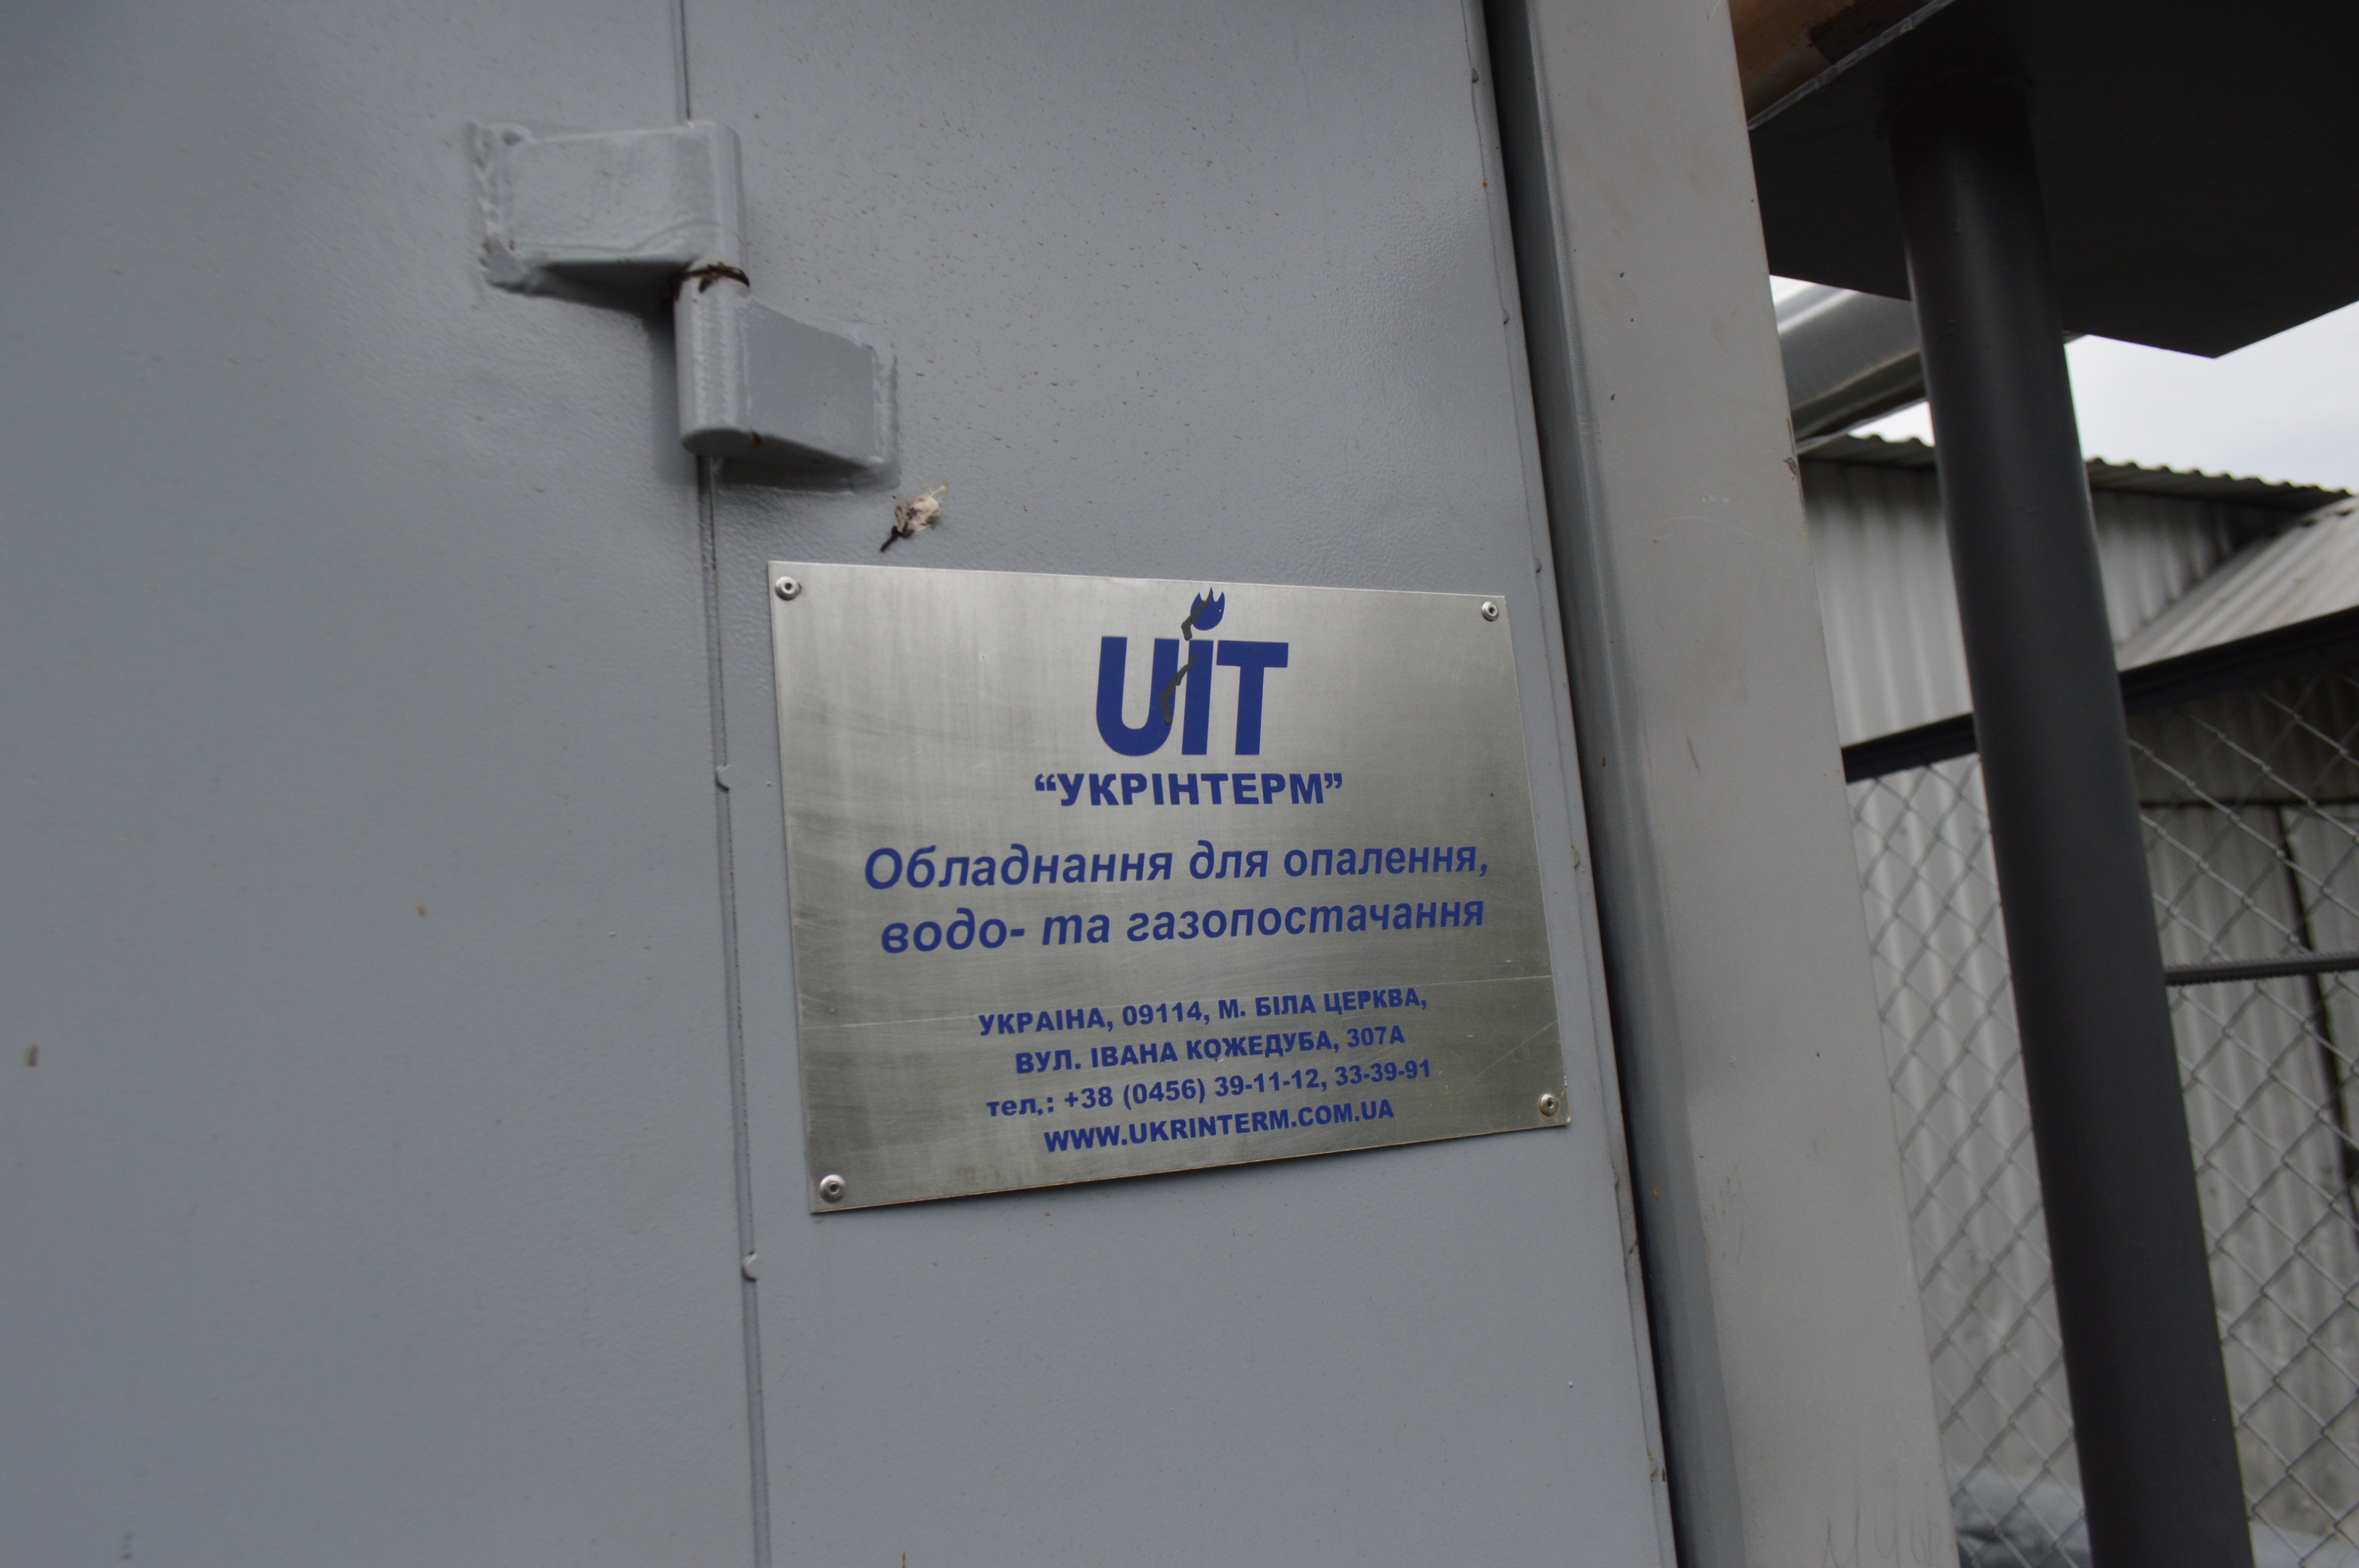 UIT
“УКРІНТЕРМ”
Обладнання для опалення,
водо- та газопостачання
УКРАІНА, 09114, М. БІЛА ЦЕРКВА,
ВУЛ. ІВАНА КОЖЕДУБА, 307А
тел.: +38 (0456) 39-11-12, 33-39-91
WWW.UKRINTERM.COM.UA